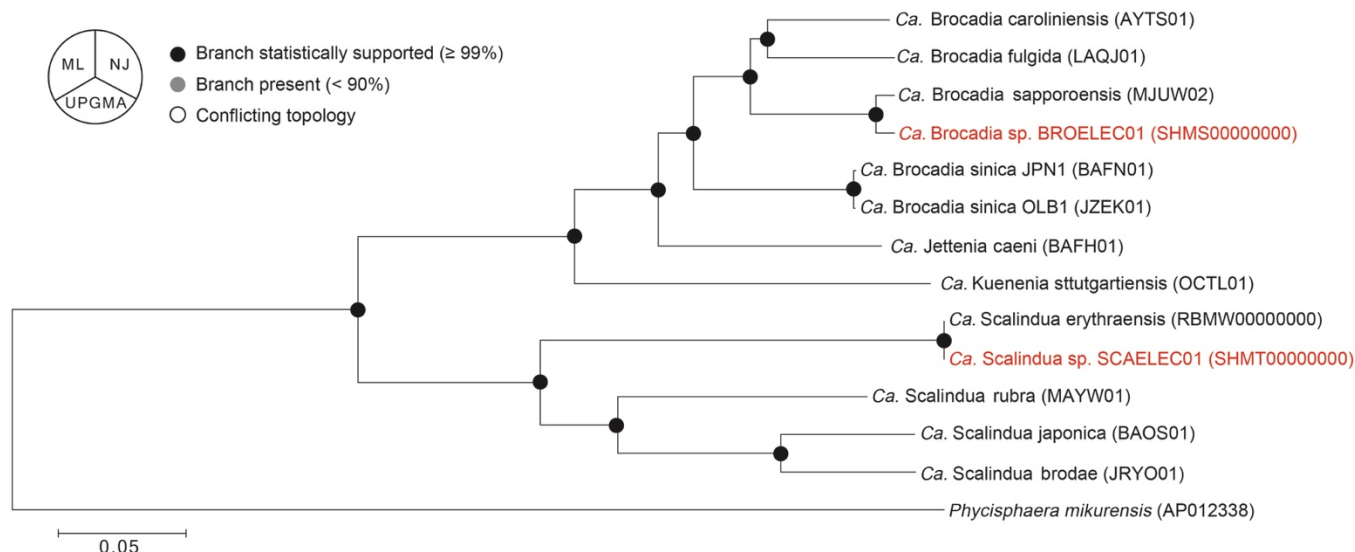 ML NJ
UPGMA
Branch statistically supported (≥ 99%)
Branch present (< 90%)
Conflicting topology
Ca. Brocadia caroliniensis (AYTS01)
Ca. Brocadia fulgida (LAQJ01)
Ca. Brocadia sapporoensis (MJUW02)
Ca. Brocadia sp. BROELEC01 (SHMS00000000)
Ca. Brocadia sinica JPN1 (BAFN01)
Ca. Brocadia sinica OLB1 (JZEK01)
Ca. Jettenia caeni (BAFH01)
Ca. Kuenenia sttutgartiensis (OCTL01)
Ca. Scalindua erythraensis (RBMW00000000)
Ca. Scalindua sp. SCAELEC01 (SHMT00000000)
Ca. Scalindua rubra (MAYW01)
Ca. Scalindua japonica (BAOS01)
Ca. Scalindua brodae (JRYO01)
Phycisphaera mikurensis (AP012338)
0.05